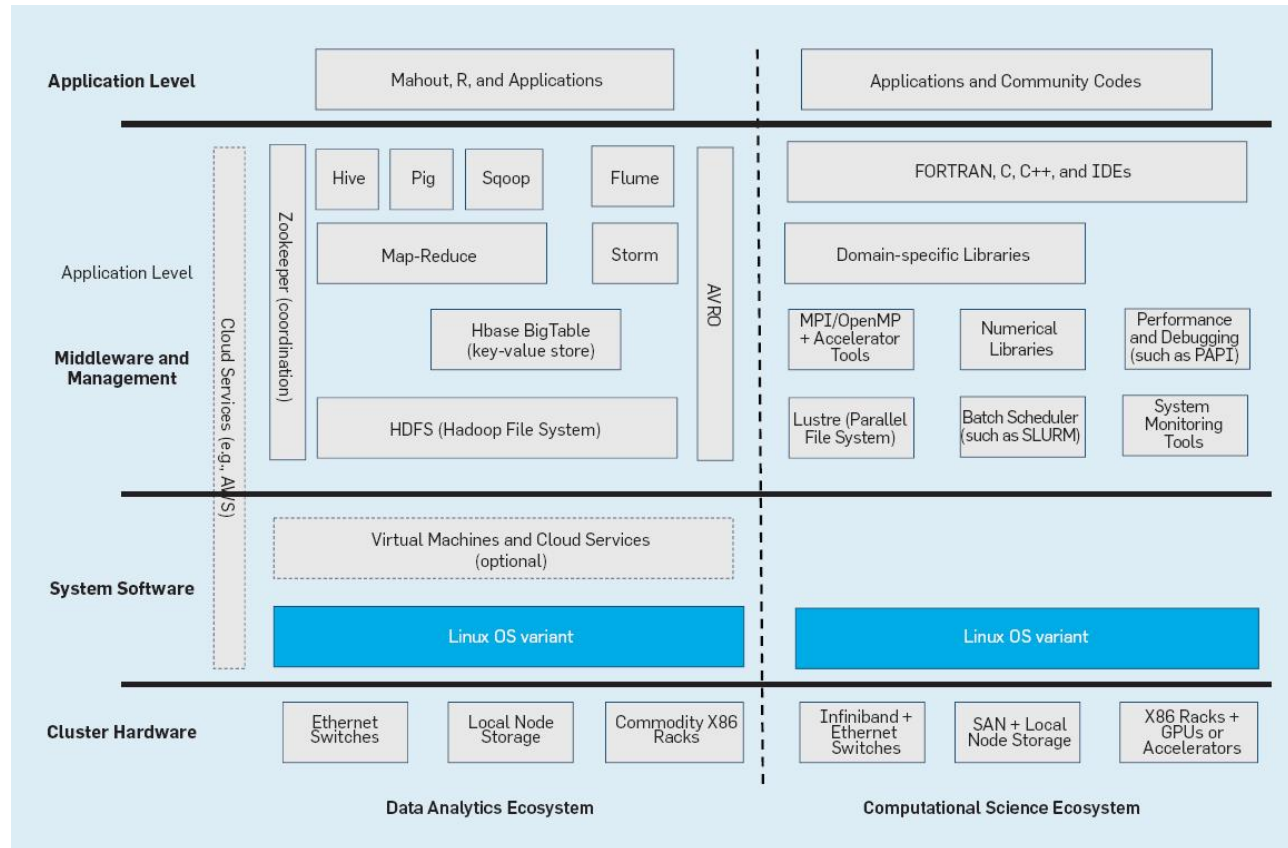 Application Level
Mahout, R, and Applications
Applications and Community Codes
Hive
Pig
Sqoop
Flume
FORTRAN, C, C++, and IDEs
Zookeeper (coordination)
Map-Reduce
Storm
AVRO
Domain-specific Libraries
Application Level
Cloud Services (e.g., AWS)
Middleware and
Management
Hbase BigTable
(key-value store)
MPI/OpenMP
+ Accelerator
Tools
Numerical
Libraries
Performance
and Debugging
(such as PAPI)
HDFS (Hadoop File System)
Lustre (Parallel
File System)
Batch Scheduler
(such as SLURM)
System
Monitoring
Tools
System Software
Virtual Machines and Cloud Services
(optional)
Linux OS variant
Linux OS variant
Cluster Hardware
Ethernet
Switches
Local Node
Storage
Commodity X86
Racks
Infiniband +
Ethernet
Switches
SAN + Local
Node Storage
X86 Racks +
GPUs or
Accelerators
Data Analytics Ecosystem
Computational Science Ecosystem